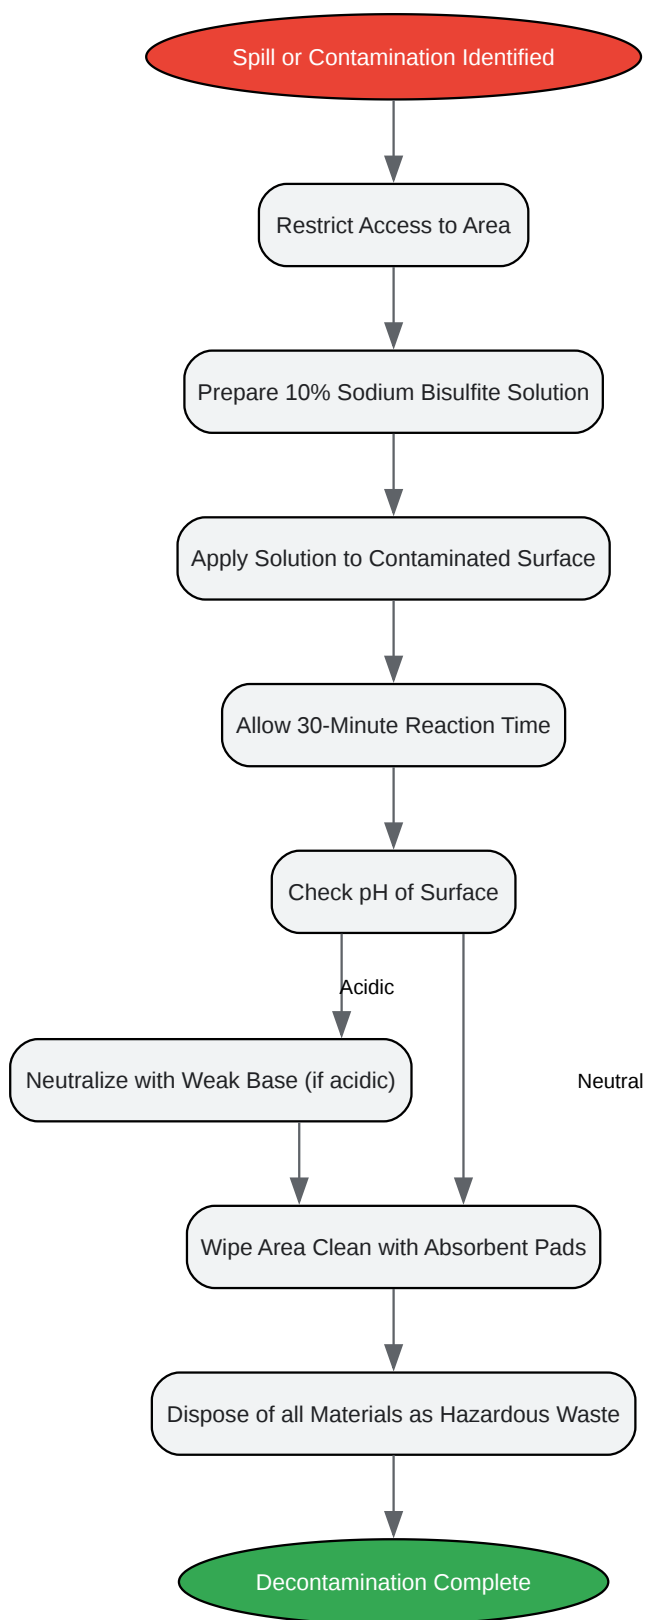 Spill or Contamination Identified
Restrict Access to Area
Prepare 10% Sodium Bisulfite Solution
Apply Solution to Contaminated Surface
Allow 30-Minute Reaction Time
Check pH of Surface
Acidic
Neutralize with Weak Base (if acidic)
Neutral
Wipe Area Clean with Absorbent Pads
Dispose of all Materials as Hazardous Waste
Decontamination Complete